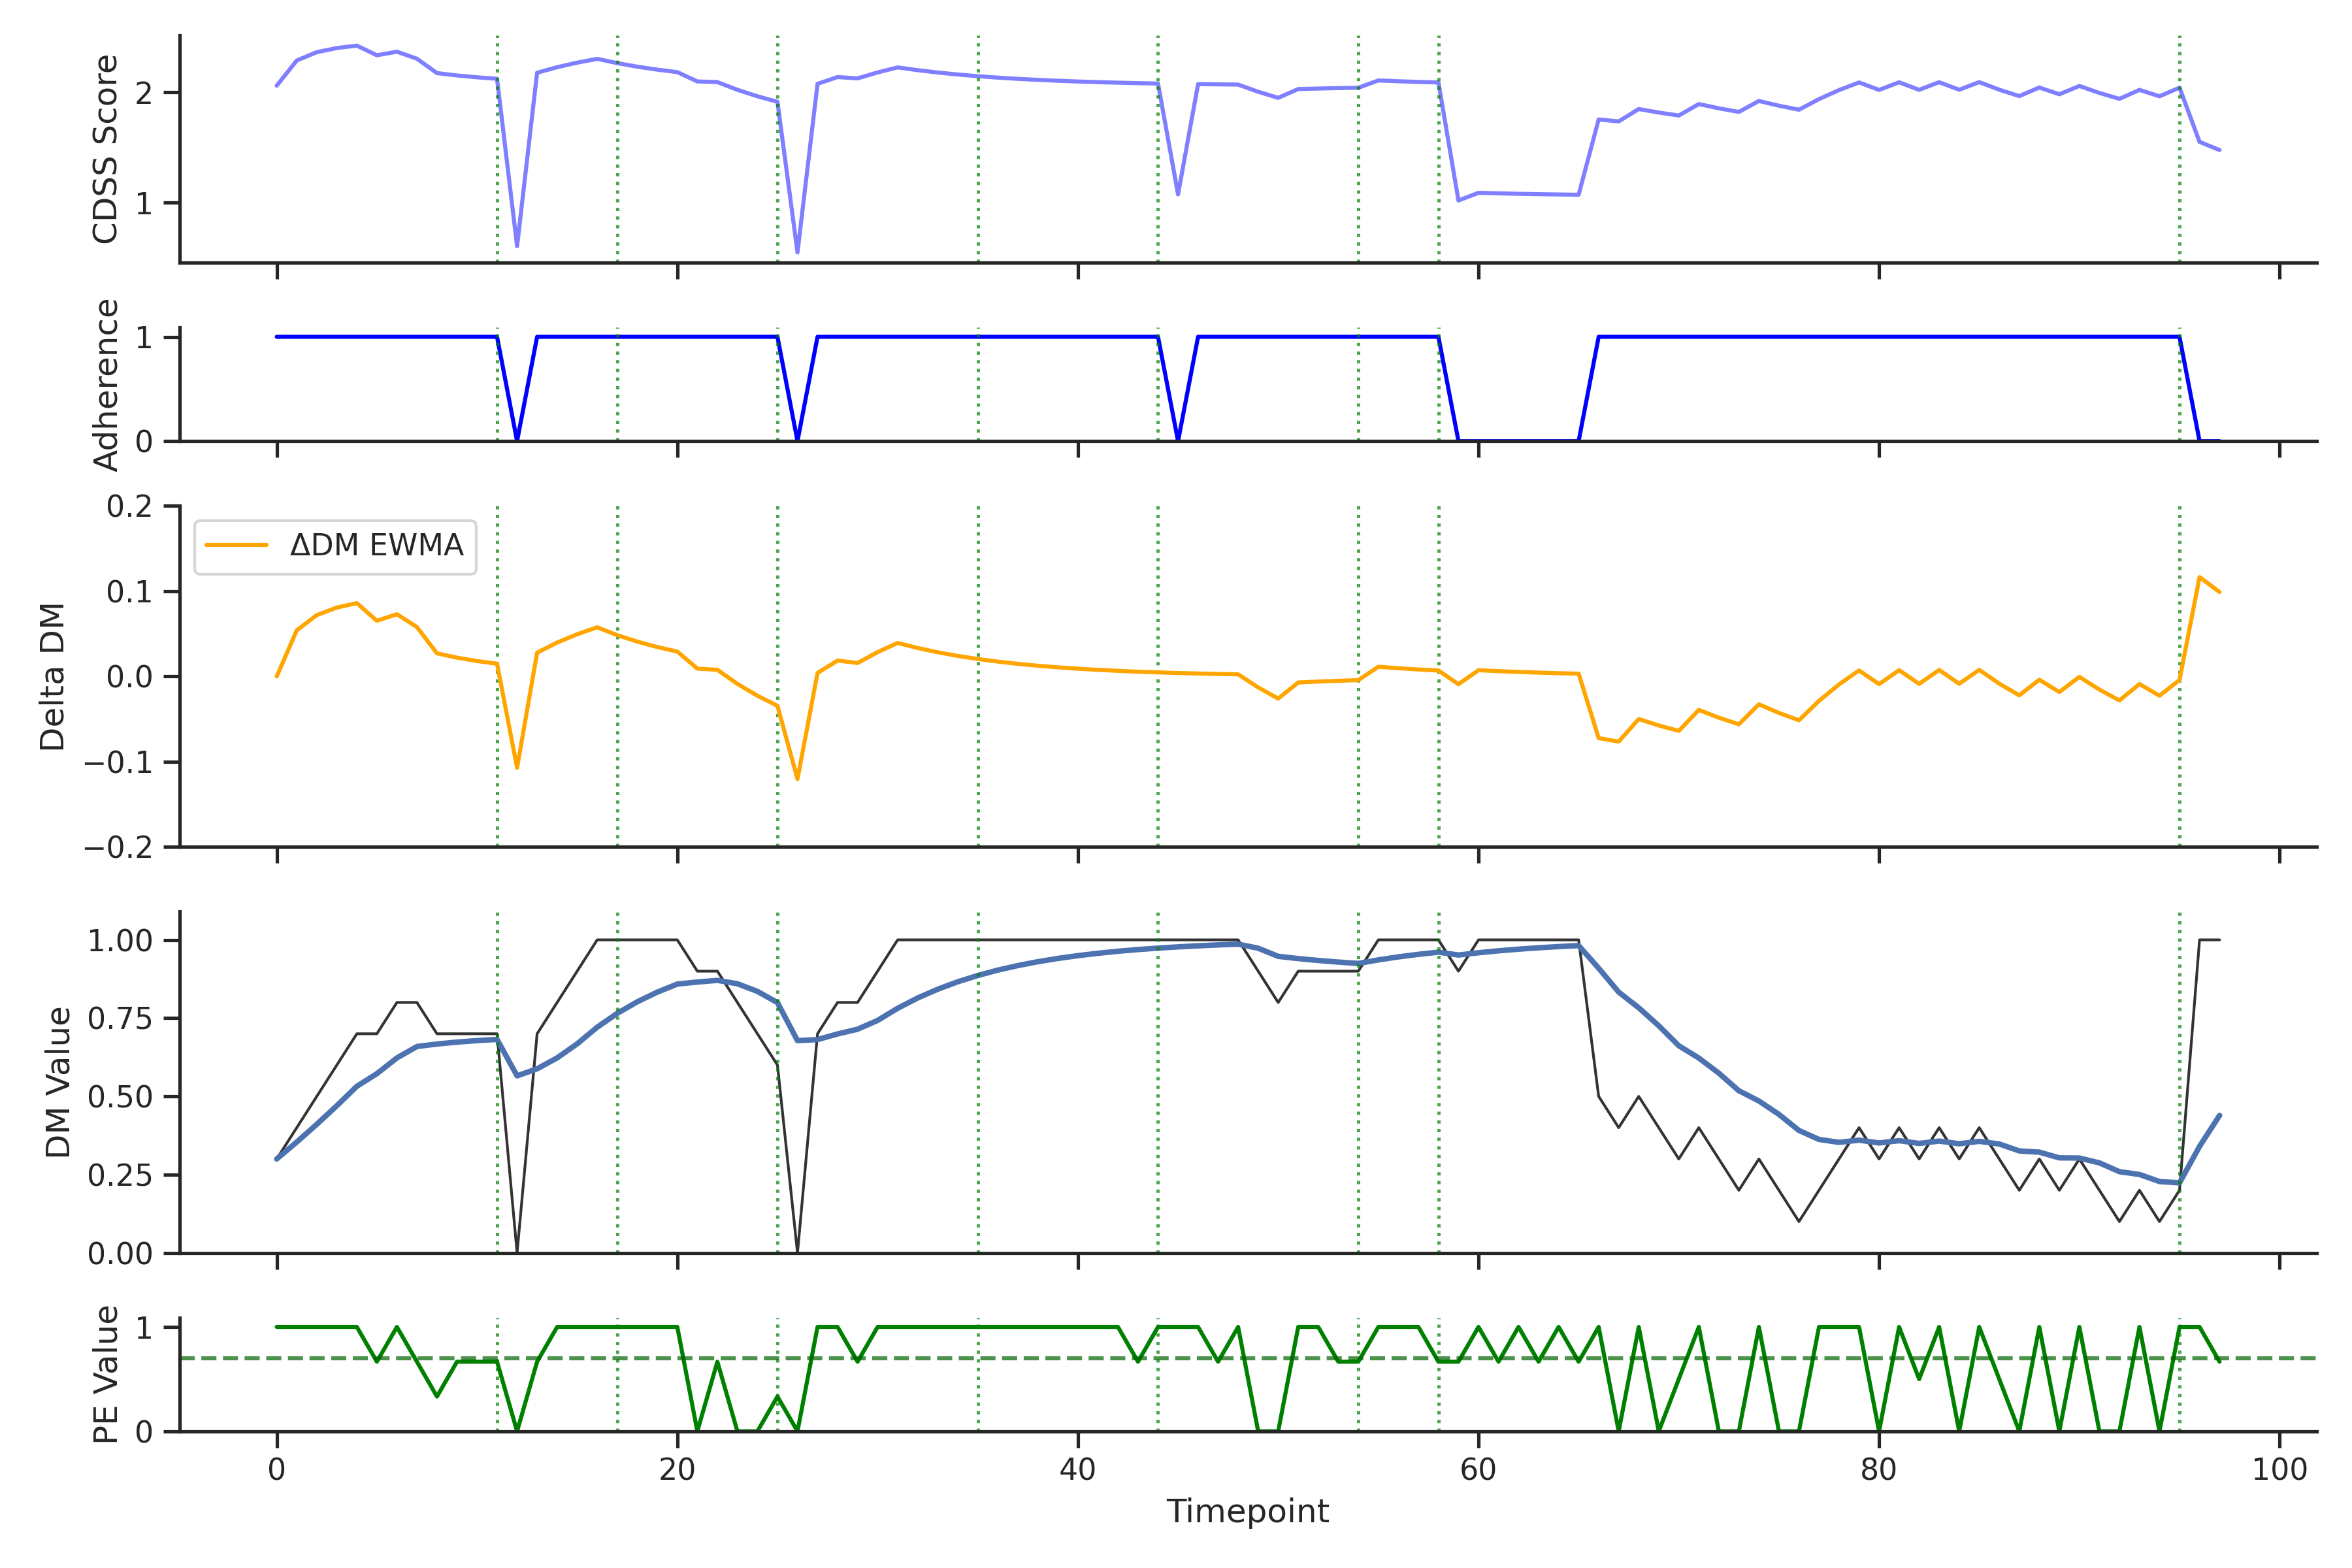 CDSS Score
2
1
Adherence
1
0
Delta DM
ΔDM EWMA
0.2
0.1
0.0
−0.1
−0.2
DM Value
1.00
0.75
0.50
0.25
0.00
PE Value
1
0
0 20 40 60 80 100
Timepoint